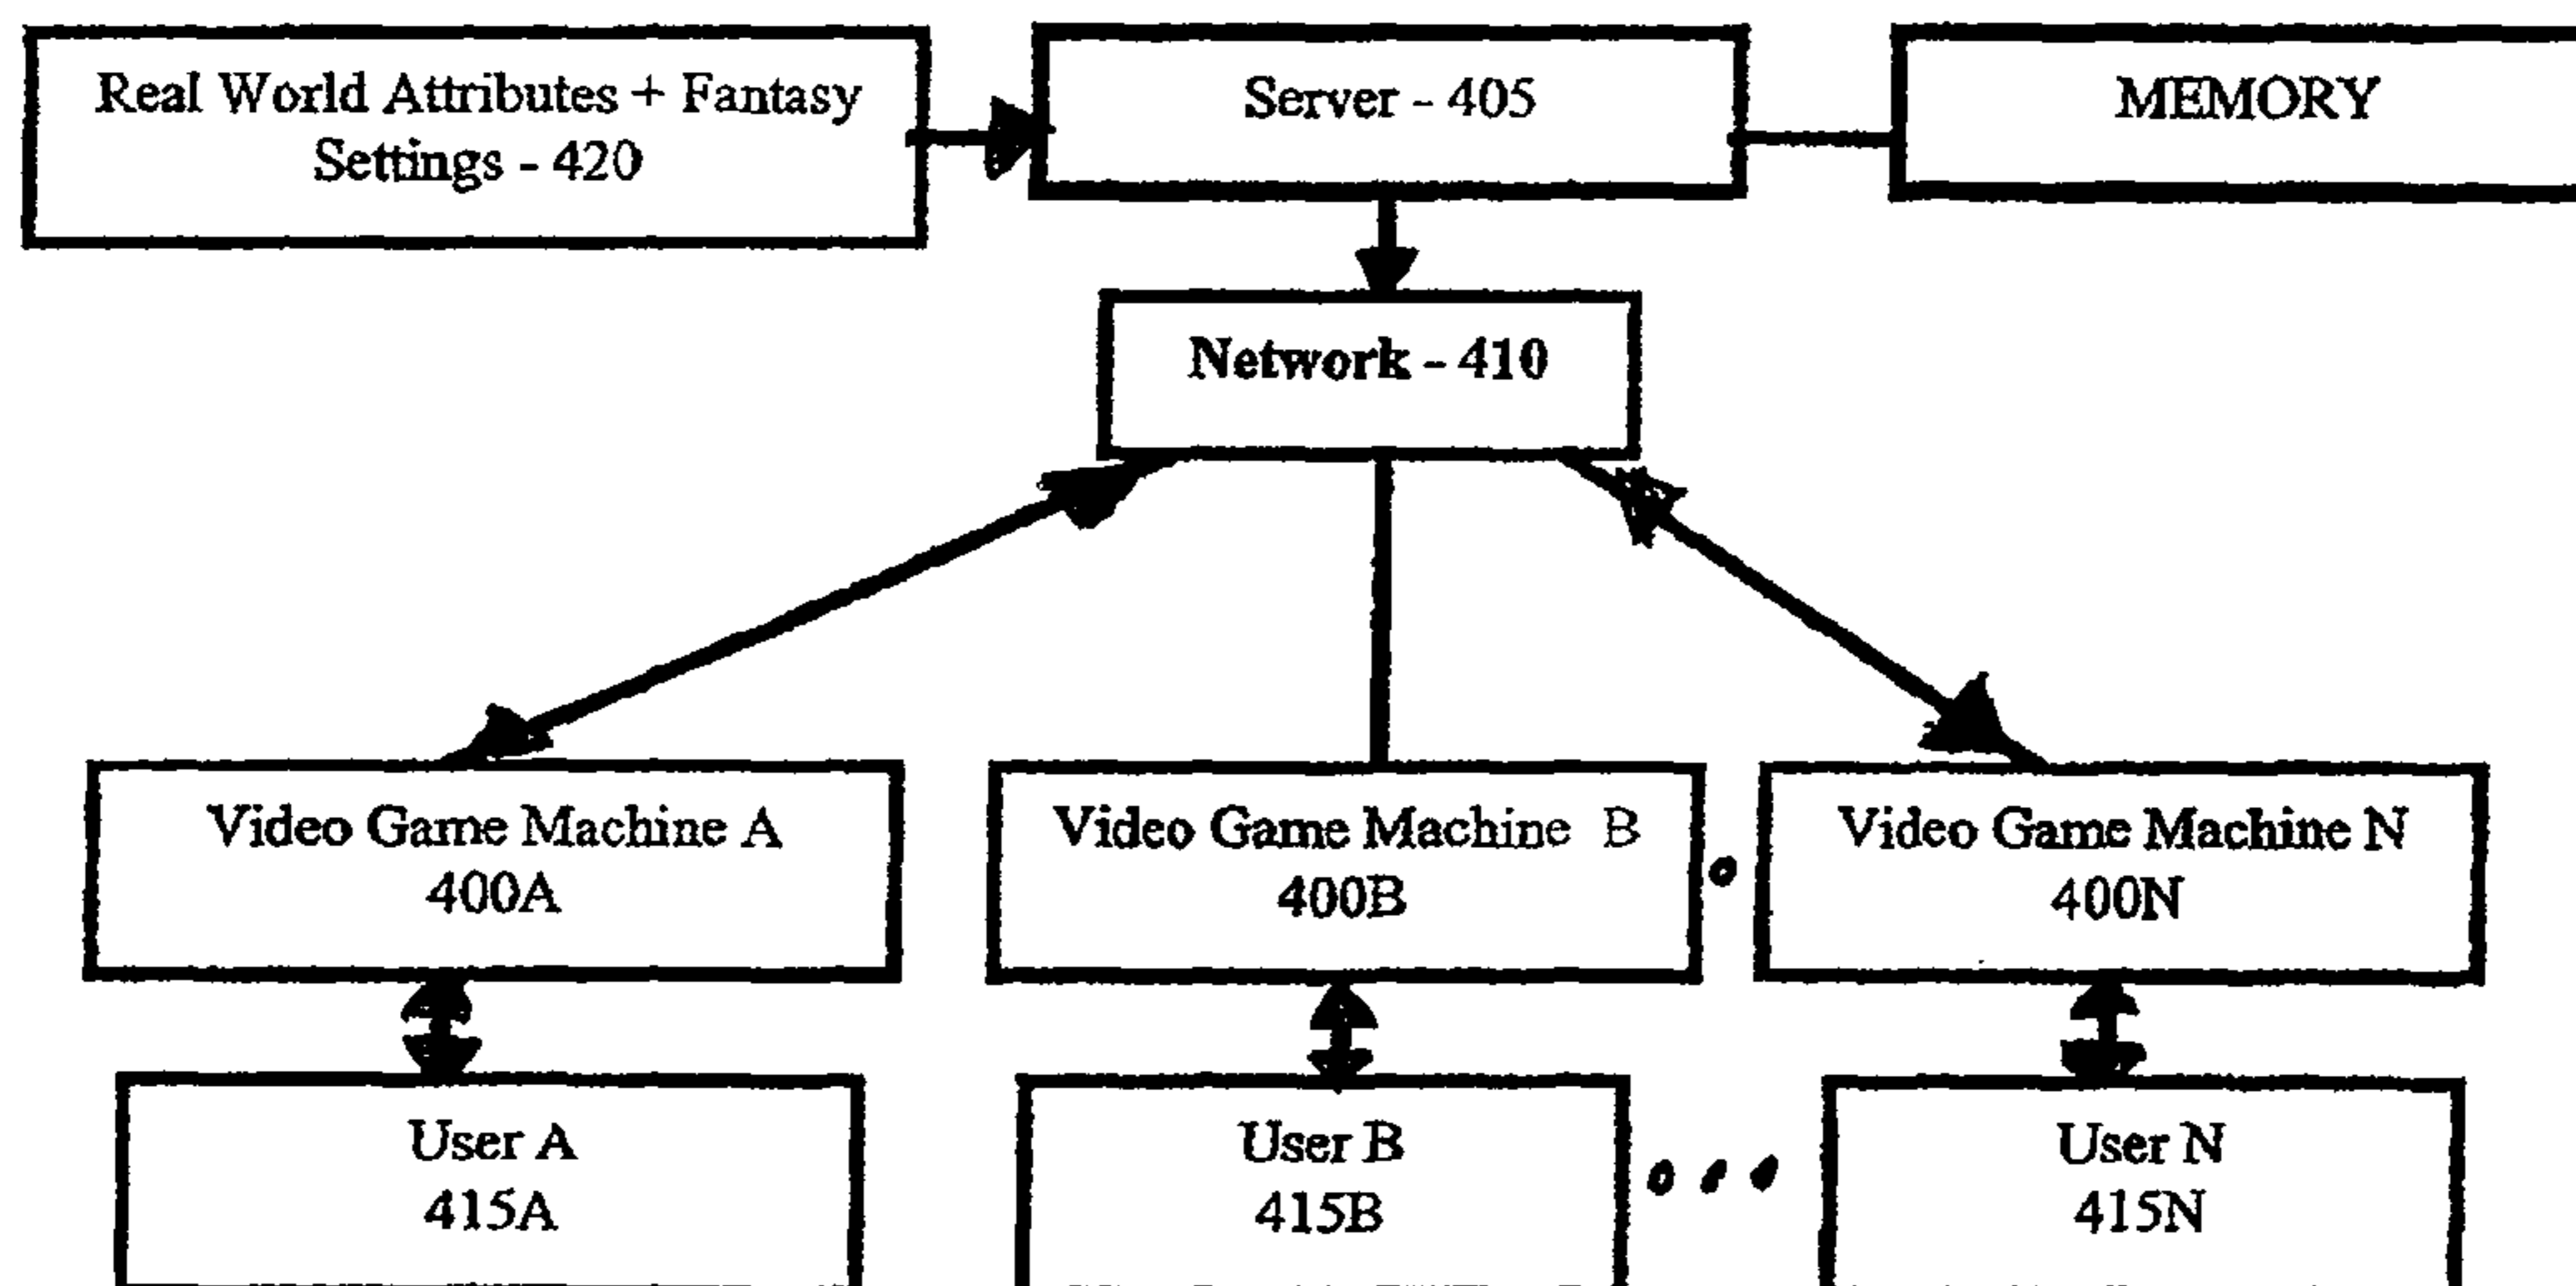 Real World Attributes + Fantasy
Settings - 420
Server - 405
MEMORY
Network - 410
Video Game Machine A
400A
Video Game Machine B
400B
Video Game Machine N
400N
User A
415A
User B
415B
User N
415N